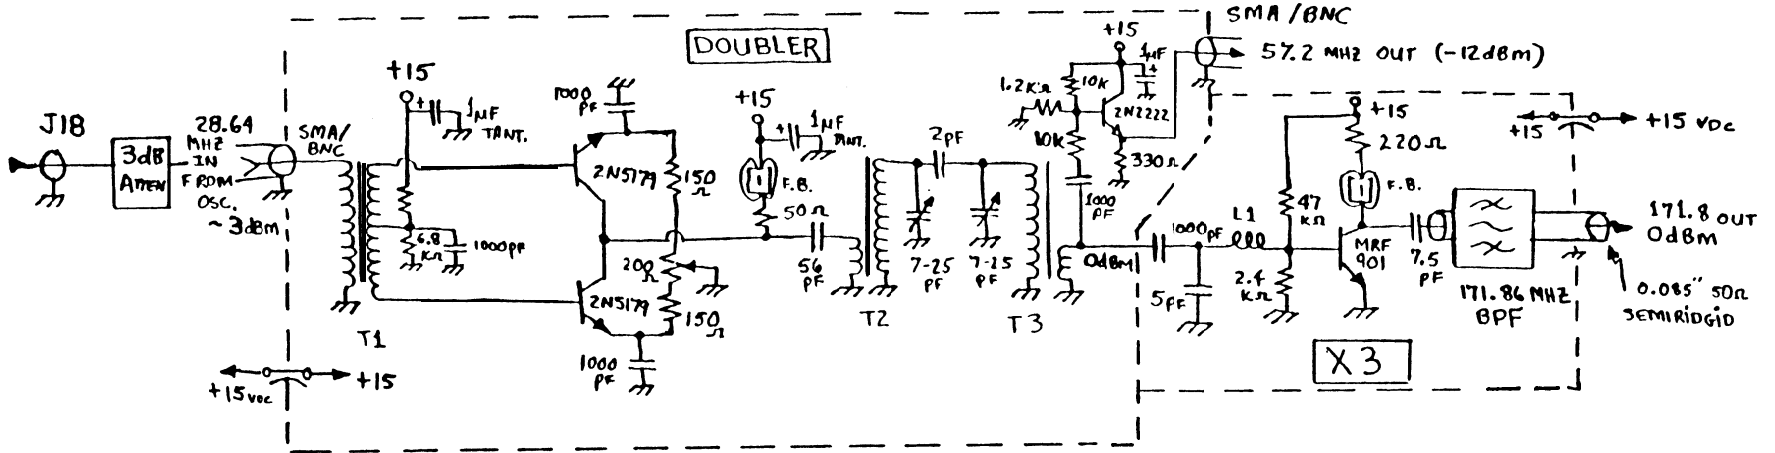 DOUBLER
SMA/BNC
57.2 MHZ OUT (-12dBm)
J18
3dB
ATTEN
28.64
MHZ
IN
FROM
OSC.
~3dBm
SMA/
BNC
+15
+
1µF
TANT.
6.8
KΩ
1000pF
T1
+15VDC
+15
1000
PF
2N5179
150
Ω
200
Ω
2N5179
150
Ω
1000
PF
+15
+
1µF
TANT.
F.B.
50Ω
56
PF
T2
2PF
7-25
PF
7-25
PF
T3
+15
1µF
+
1.2KΩ
10K
2N2222
10K
330Ω
1000
PF
0dBm
1000pF
5PF
L1
47
KΩ
2.4
KΩ
+15
220Ω
F.B.
MRF
901
7.5
PF
171.86MHZ
BPF
+15
+15 VDC
171.8 OUT
0dBm
0.085" 50Ω
SEMIRIDGID
X3